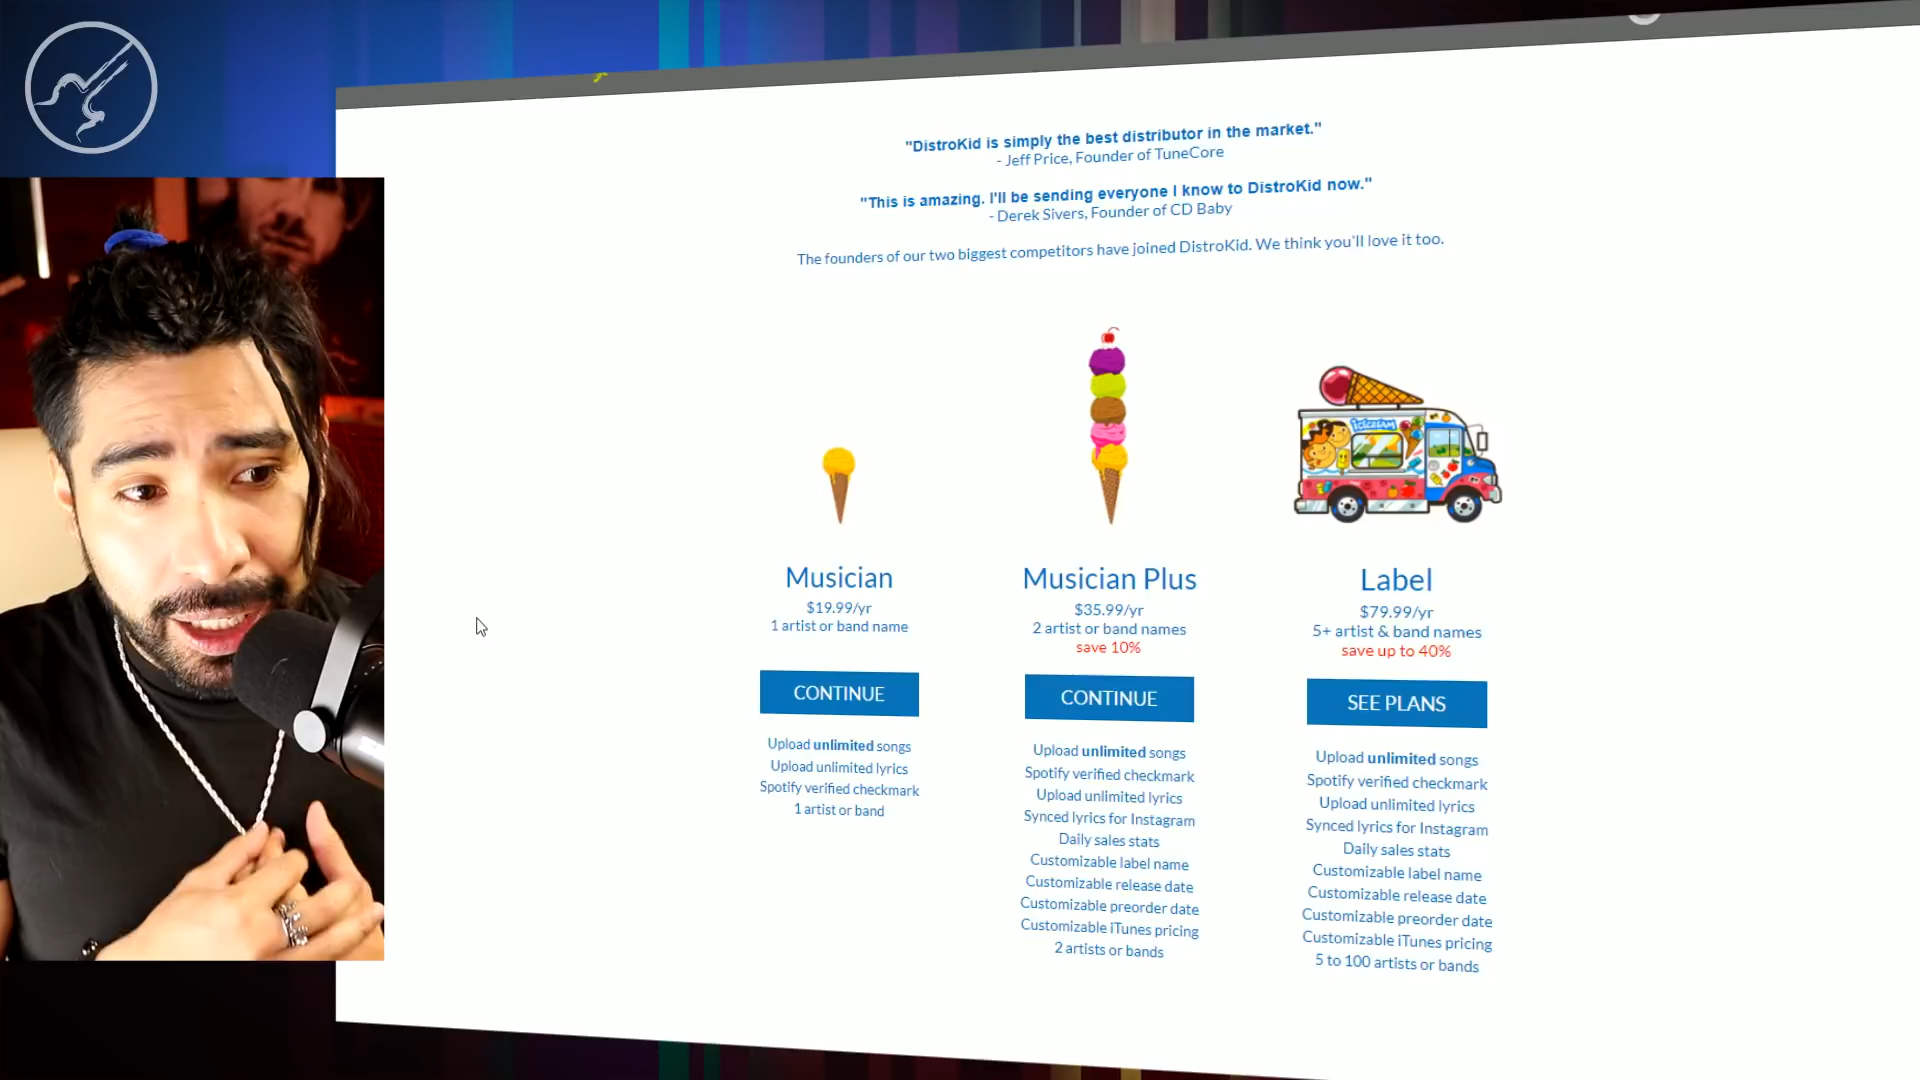 "DistroKid is simply the best distributor in the market."
- Jeff Price, Founder of TuneCore
"This is amazing. I'll be sending everyone I know to DistroKid now."
- Derek Sivers, Founder of CD Baby
The founders of our two biggest competitors have joined DistroKid. We think you'll love it too.
ICECREAM
Musician
$19.99/yr
1 artist or band name
CONTINUE
Upload unlimited songs
Upload unlimited lyrics
Spotify verified checkmark
1 artist or band
Musician Plus
$35.99/yr
2 artist or band names
save 10%
CONTINUE
Upload unlimited songs
Spotify verified checkmark
Upload unlimited lyrics
Synced lyrics for Instagram
Daily sales stats
Customizable label name
Customizable release date
Customizable preorder date
Customizable iTunes pricing
2 artists or bands
Label
$79.99/yr
5+ artist & band names
save up to 40%
SEE PLANS
Upload unlimited songs
Spotify verified checkmark
Upload unlimited lyrics
Synced lyrics for Instagram
Daily sales stats
Customizable label name
Customizable release date
Customizable preorder date
Customizable iTunes pricing
5 to 100 artists or bands